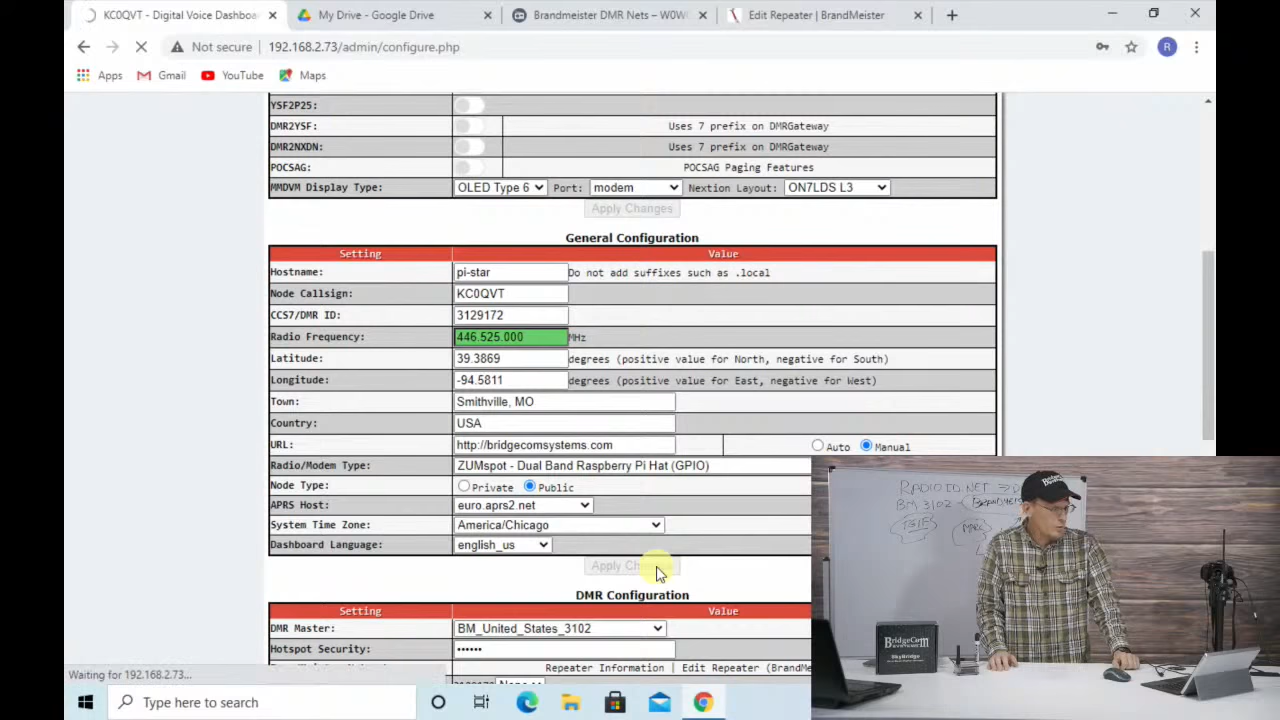 KC0QVT - Digital Voice Dashboa
My Drive - Google Drive
Brandmeister DMR Nets – W0W
Edit Repeater | BrandMeister
Not secure | 192.168.2.73/admin/configure.php
R
Apps Gmail YouTube Maps
YSF2P25:
DMR2YSF: Uses 7 prefix on DMRGateway
DMR2NXDN: Uses 7 prefix on DMRGateway
POCSAG: POCSAG Paging Features
MMDVM Display Type: OLED Type 6 Port: modem Nextion Layout: ON7LDS L3
Apply Changes
General Configuration
Setting Value
Hostname: pi-star Do not add suffixes such as .local
Node Callsign: KC0QVT
CCS7/DMR ID: 3129172
Radio Frequency: 446.525.000 MHz
Latitude: 39.3869 degrees (positive value for North, negative for South)
Longitude: -94.5811 degrees (positive value for East, negative for West)
Town: Smithville, MO
Country: USA
URL: http://bridgecomsystems.com Auto Manual
Radio/Modem Type: ZUMspot - Dual Band Raspberry Pi Hat (GPIO)
Node Type: Private Public
APRS Host: euro.aprs2.net
System Time Zone: America/Chicago
Dashboard Language: english_us
Apply Ch
DMR Configuration
Setting Value
DMR Master: BM_United_States_3102
Hotspot Security: ••••••
Repeater Information | Edit Repeater (BrandMe
Waiting for 192.168.2.73...
Type here to search
RADIOID.NET
BM 3102
BRIDGECOM
SkyBridge